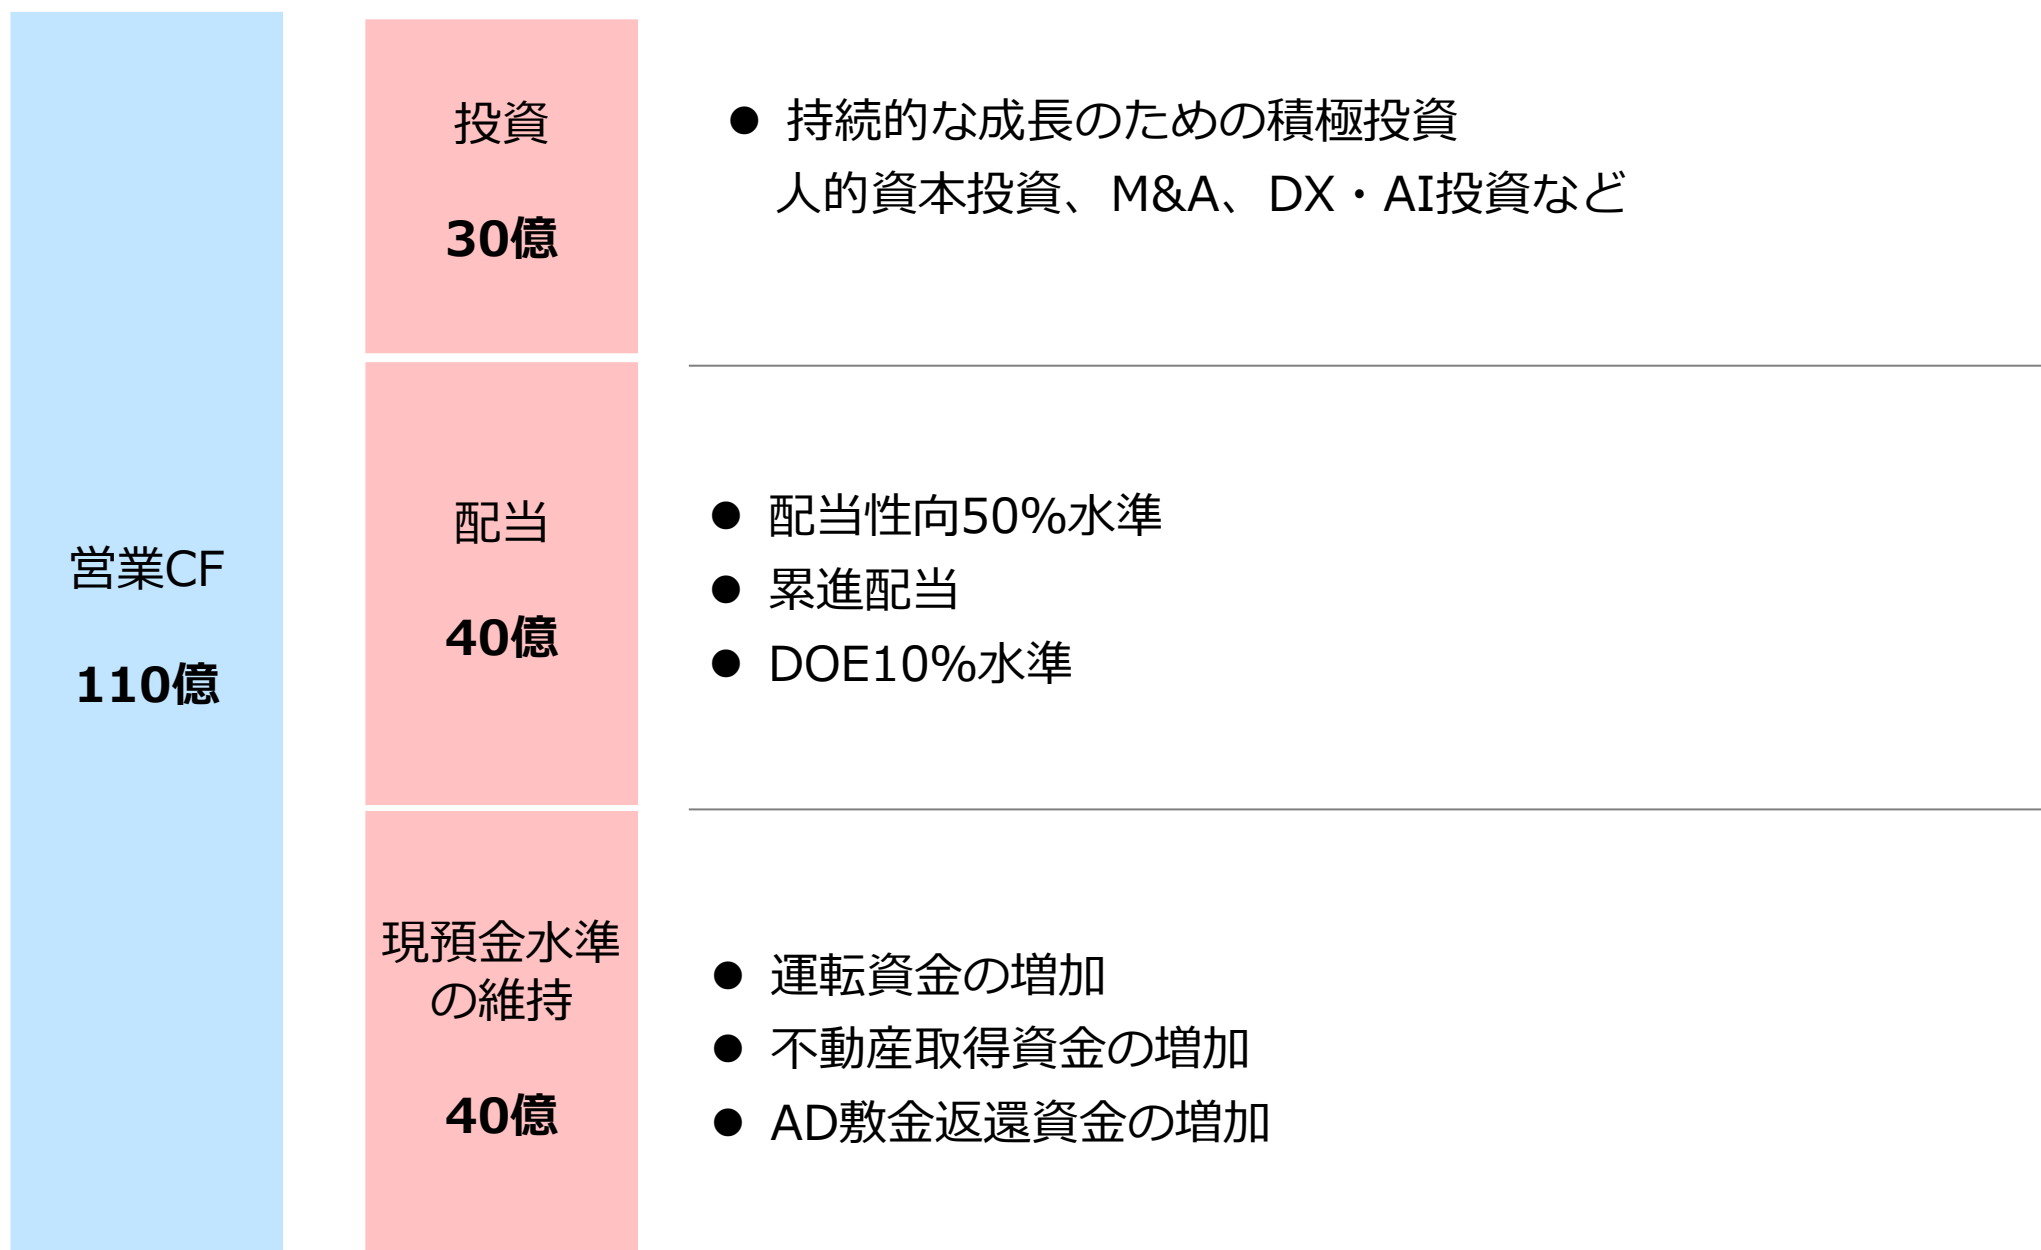 営業CF
110億
投資
30億
● 持続的な成長のための積極投資
人的資本投資、M&A、DX・AI投資など
配当
40億
● 配当性向50%水準
● 累進配当
● DOE10%水準
現預金水準
の維持
40億
● 運転資金の増加
● 不動産取得資金の増加
● AD敷金返還資金の増加